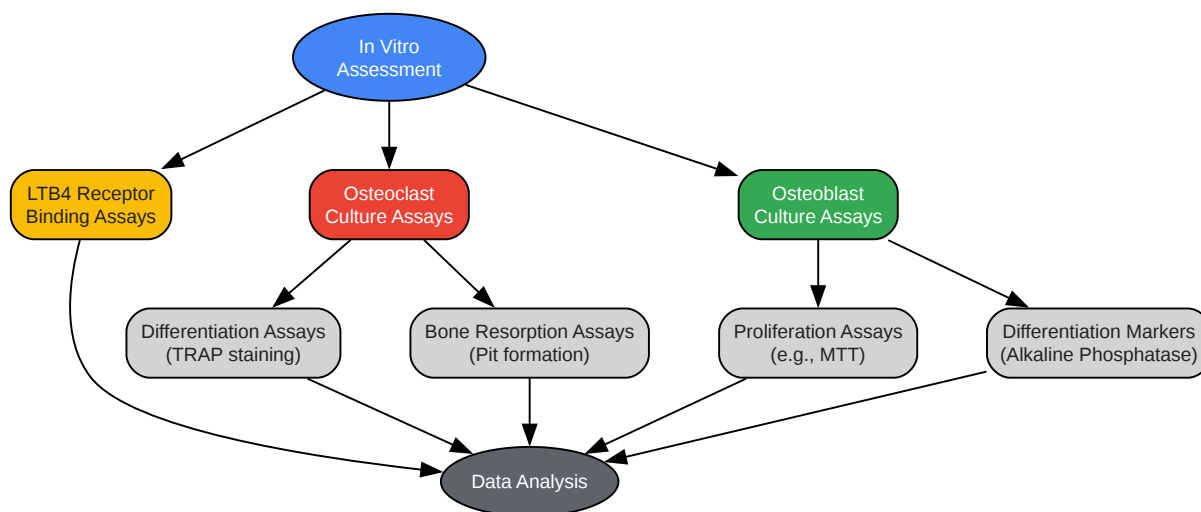 In Vitro
Assessment
LTB4 Receptor
Binding Assays
Osteoclast
Culture Assays
Osteoblast
Culture Assays
Differentiation Assays
(TRAP staining)
Bone Resorption Assays
(Pit formation)
Proliferation Assays
(e.g., MTT)
Differentiation Markers
(Alkaline Phosphatase)
Data Analysis